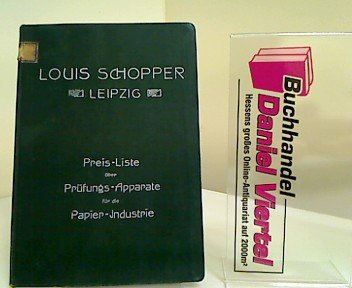 LOUIS SCHOPPER
LEIPZIG
Preis-Liste
über
Prüfungs-Apparate
für die
Papier-Industrie
Buchhandel
Daniel Viertel
Hessens großes Online-Antiquariat auf 2000m²